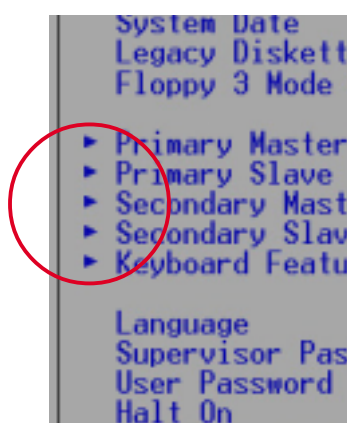 System Date
Legacy Diskett
Floppy 3 Mode
Primary Master
Primary Slave
Secondary Mast
Secondary Slav
Keyboard Featu
Language
Supervisor Pas
User Password
Halt On